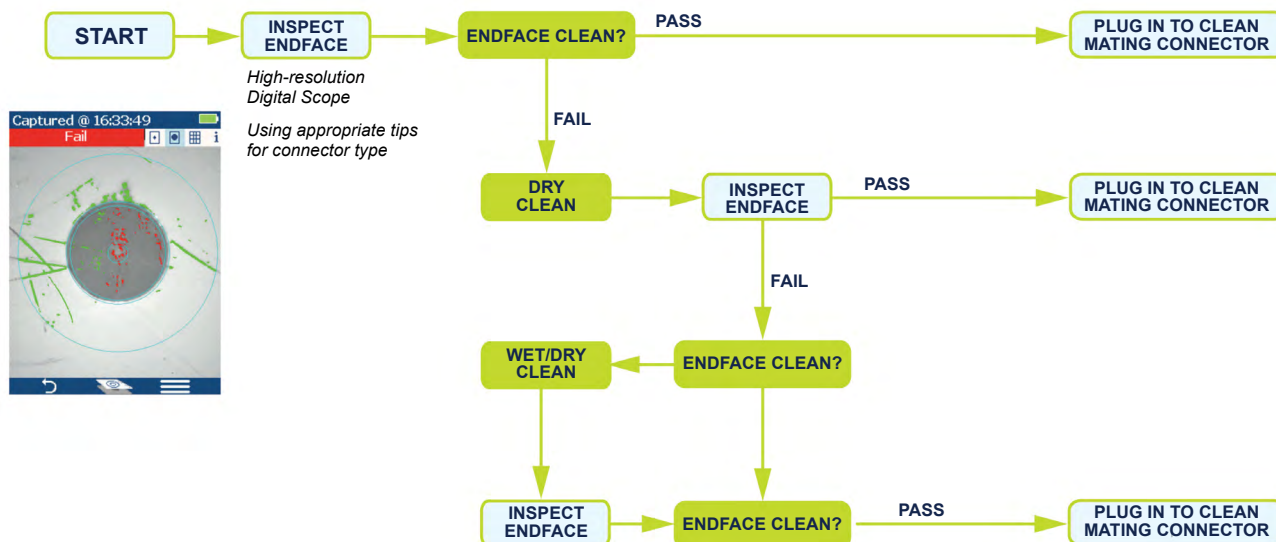 START
INSPECT
ENDFACE
ENDFACE CLEAN?
PASS
PLUG IN TO CLEAN
MATING CONNECTOR
High-resolution
Digital Scope
Using appropriate tips
for connector type
Captured @ 16:33:49
Fail
i
FAIL
DRY
CLEAN
INSPECT
ENDFACE
PASS
PLUG IN TO CLEAN
MATING CONNECTOR
FAIL
WET/DRY
CLEAN
ENDFACE CLEAN?
INSPECT
ENDFACE
ENDFACE CLEAN?
PASS
PLUG IN TO CLEAN
MATING CONNECTOR